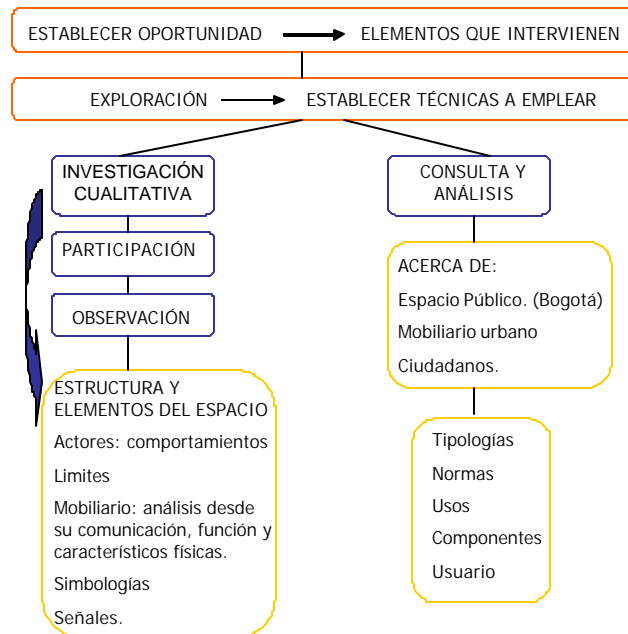 ESTABLECER OPORTUNIDAD
ELEMENTOS QUE INTERVIENEN
EXPLORACIÓN
ESTABLECER TÉCNICAS A EMPLEAR
INVESTIGACIÓN
CUALITATIVA
PARTICIPACIÓN
OBSERVACIÓN
ESTRUCTURA Y
ELEMENTOS DEL ESPACIO
Actores: comportamientos
Limites
Mobiliario: análisis desde
su comunicación, función y
característicos físicas.
Simbologías
Señales.
CONSULTA Y
ANÁLISIS
ACERCA DE:
Espacio Público. (Bogotá)
Mobiliario urbano
Ciudadanos.
Tipologías
Normas
Usos
Componentes
Usuario